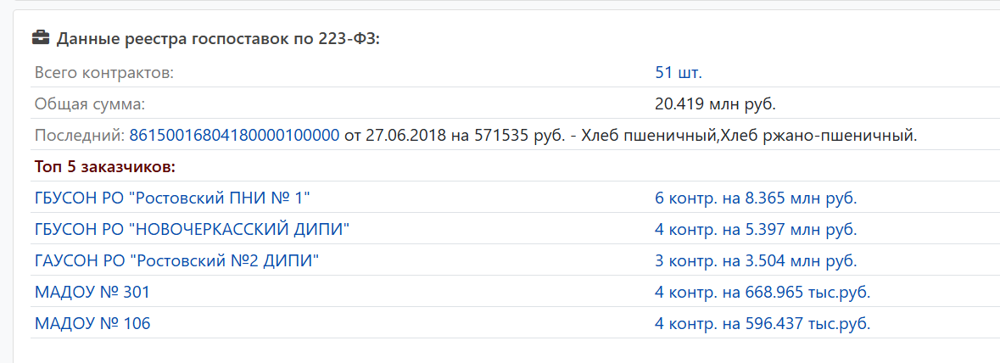 Данные реестра госпоставок по 223-ФЗ:
Всего контрактов: 51 шт.
Общая сумма: 20.419 млн руб.
Последний: 86150016804180000100000 от 27.06.2018 на 571535 руб. - Хлеб пшеничный,Хлеб ржано-пшеничный.
Топ 5 заказчиков:
ГБУСОН РО "Ростовский ПНИ № 1" 6 контр. на 8.365 млн руб.
ГБУСОН РО "НОВОЧЕРКАССКИЙ ДИПИ" 4 контр. на 5.397 млн руб.
ГАУСОН РО "Ростовский №2 ДИПИ" 3 контр. на 3.504 млн руб.
МАДОУ № 301 4 контр. на 668.965 тыс.руб.
МАДОУ № 106 4 контр. на 596.437 тыс.руб.